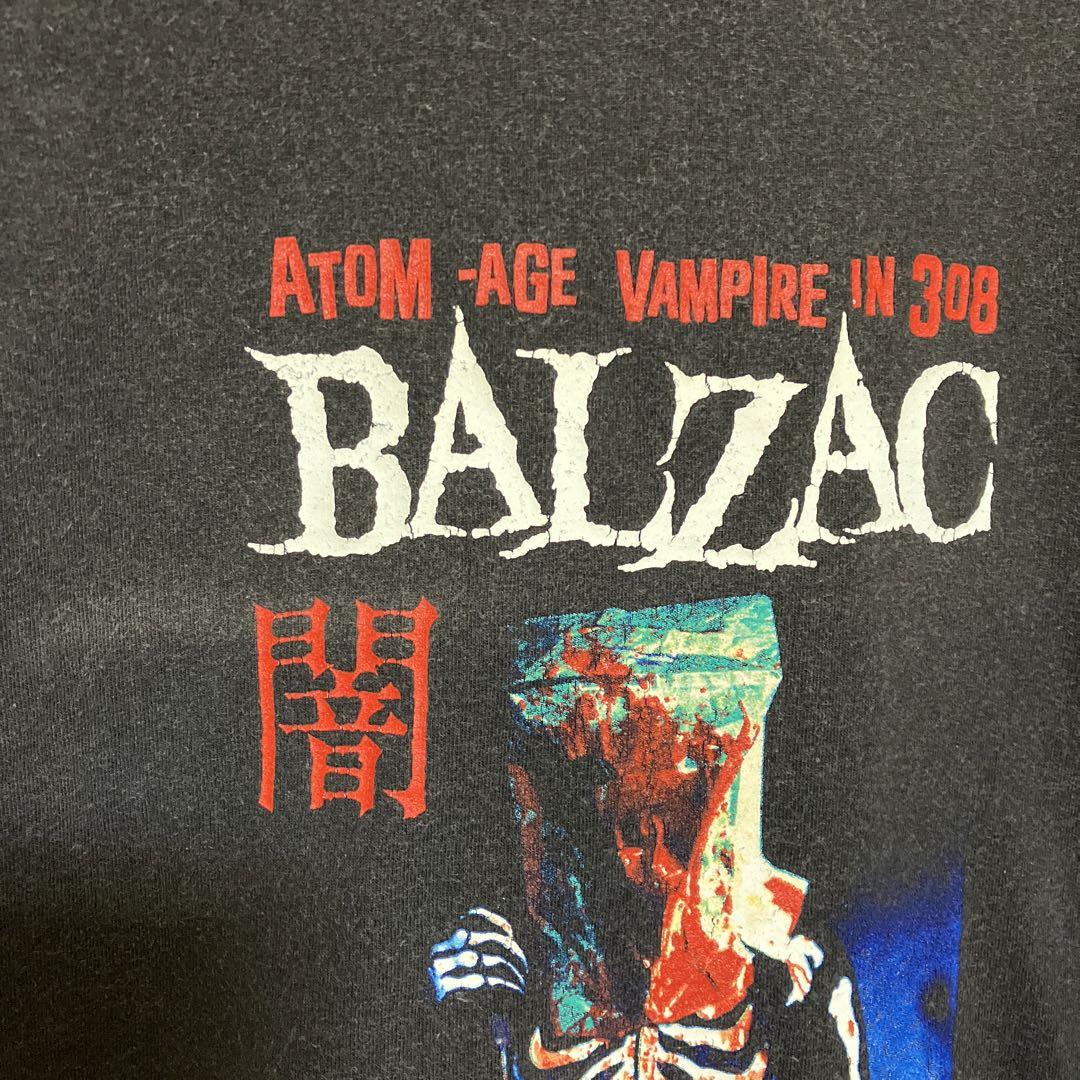 ATOM-AGE VAMPIRE IN 308
BALZAC
闇